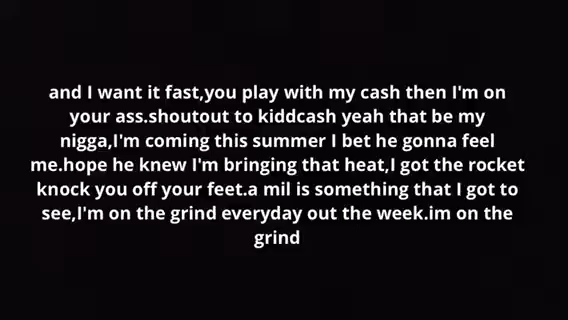 and I want it fast,you play with my cash then I'm on
your ass.shoutout to kiddcash yeah that be my
nigga,I'm coming this summer I bet he gonna feel
me.hope he knew I'm bringing that heat,I got the rocket
knock you off your feet.a mil is something that I got to
see,I'm on the grind everyday out the week.im on the
grind